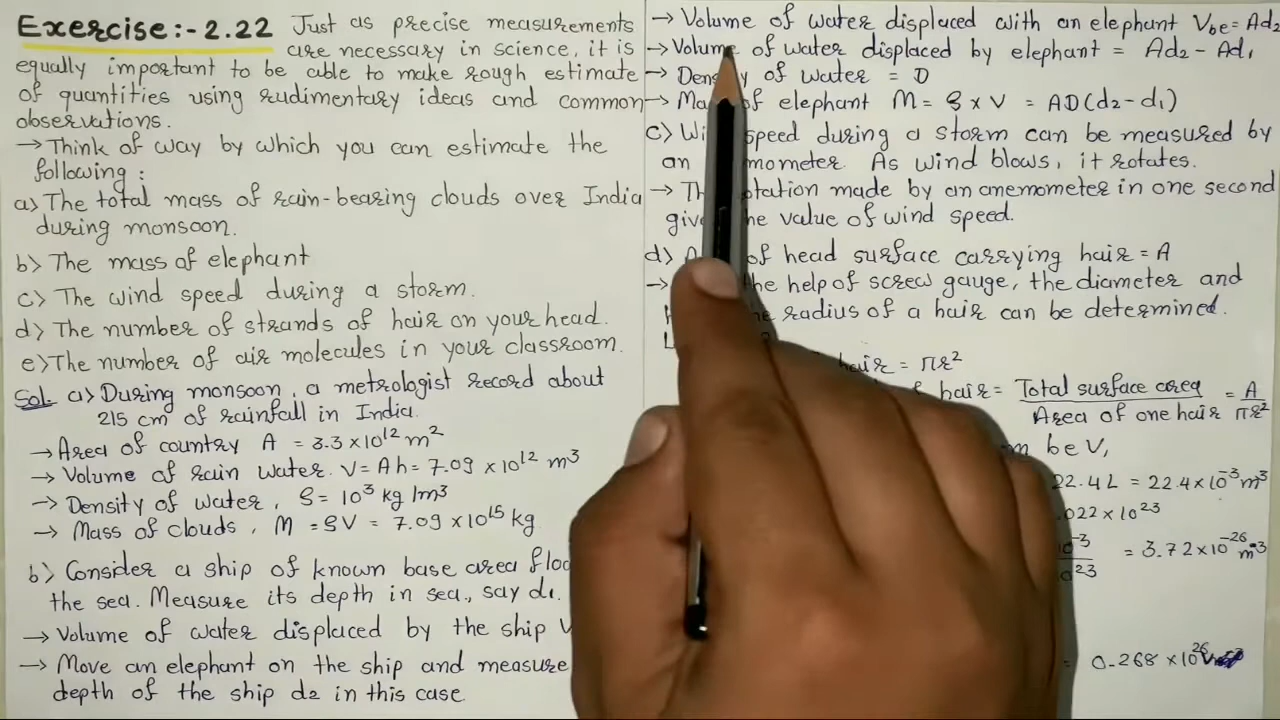 Exercise:- 2.22 Just as precise measurements
are necessary in science, it is
equally important to be able to make rough estimate
of quantities using rudimentary ideas and common
observations.
→ Think of way by which you can estimate the
following :
a) The total mass of rain-bearing clouds over India
during monsoon.
b) The mass of elephant
c) The wind speed during a storm.
d) The number of strands of hair on your head.
e) The number of air molecules in your classroom.
Sol. a) During monsoon, a metrologist record about
215 cm of rainfall in India.
→ Area of country A = 3.3 × 10¹² m²
→ Volume of rain water. V = Ah = 7.09 × 10¹² m³
→ Density of water, ρ = 10³ kg/m³
→ Mass of clouds, M = ρV = 7.09 × 10¹⁵ kg
b) Consider a ship of known base area
the sea. Measure its depth in sea., say d₁.
→ Volume of water displaced by the ship
→ Move an elephant on the ship and measure
depth of the ship d₂ in this case
→ Volume of water displaced with an elephant Vbe = Ad₂
→ Volume of water displaced by elephant = Ad₂ - Ad₁
→ of water = D
→ of elephant M = ρ × V = AD(d₂ - d₁)
c) speed during a storm can be measured by
an As wind blows, it rotates.
→ made by an anemometer in one second
value of wind speed.
d) of head surface carrying hair = A
→ the help of screw gauge, the diameter and
radius of a hair can be determined.
hair = πr²
hair = Total surface area / Area of one hair = A / πr²
be V,
22.4 L = 22.4 × 10⁻³ m³
022 × 10²³
= 3.72 × 10⁻²⁶ m³
= 0.268 × 10²⁶ V